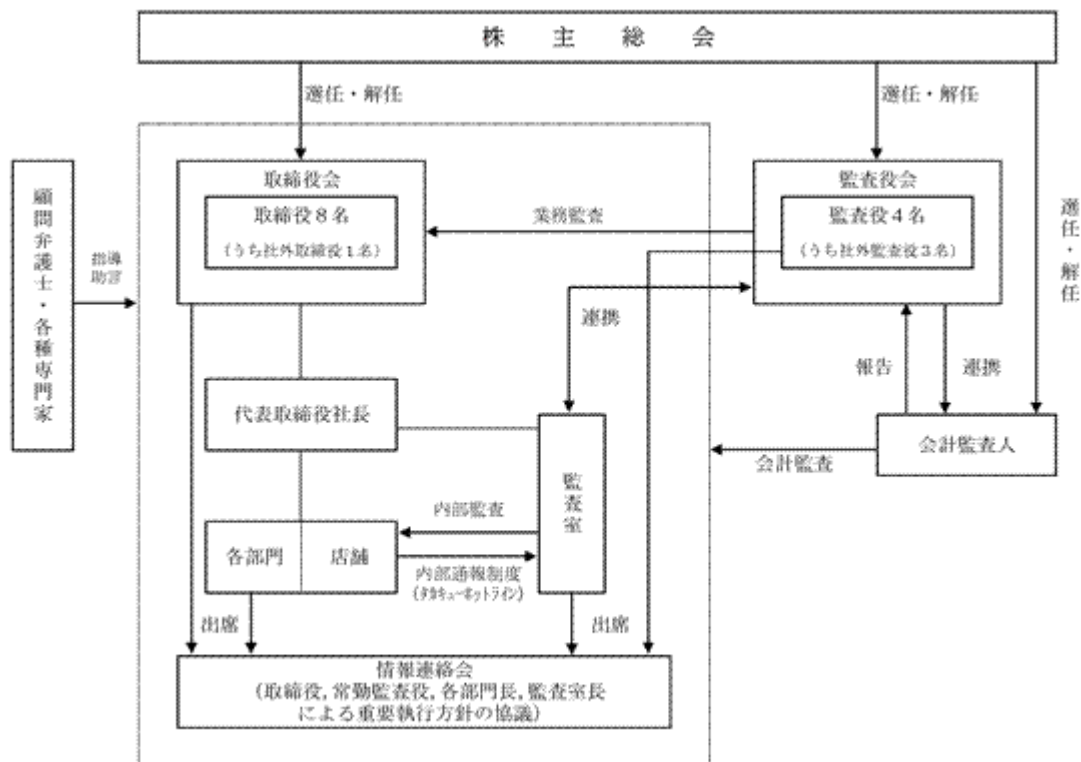 株主総会
選任・解任
選任・解任
選任・解任
取締役会
取締役8名
(うち社外取締役1名)
監査役会
監査役4名
(うち社外監査役3名)
業務監査
顧問弁護士・各種専門家
指導
助言
連携
報告
連携
代表取締役社長
会計監査人
会計監査
監査室
内部監査
各部門
店舗
内部通報制度
(タカキューホットライン)
出席
出席
情報連絡会
(取締役,常勤監査役,各部門長,監査室長
による重要執行方針の協議)